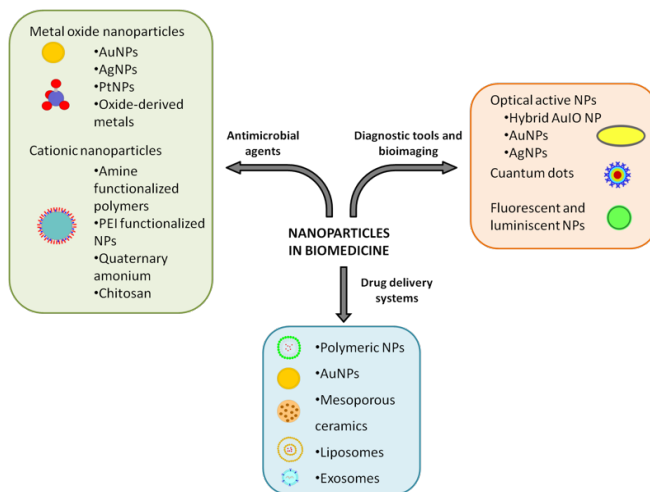 Metal oxide nanoparticles
•AuNPs
•AgNPs
•PtNPs
•Oxide-derived
metals
Cationic nanoparticles
•Amine
functionalized
polymers
•PEI functionalized
NPs
•Quaternary
amonium
•Chitosan
Antimicrobial
agents
Diagnostic tools and
bioimaging
Optical active NPs
•Hybrid AuIO NP
•AuNPs
•AgNPs
Cuantum dots
Fluorescent and
luminiscent NPs
NANOPARTICLES
IN BIOMEDICINE
Drug delivery
systems
•Polymeric NPs
•AuNPs
•Mesoporous
ceramics
•Liposomes
•Exosomes